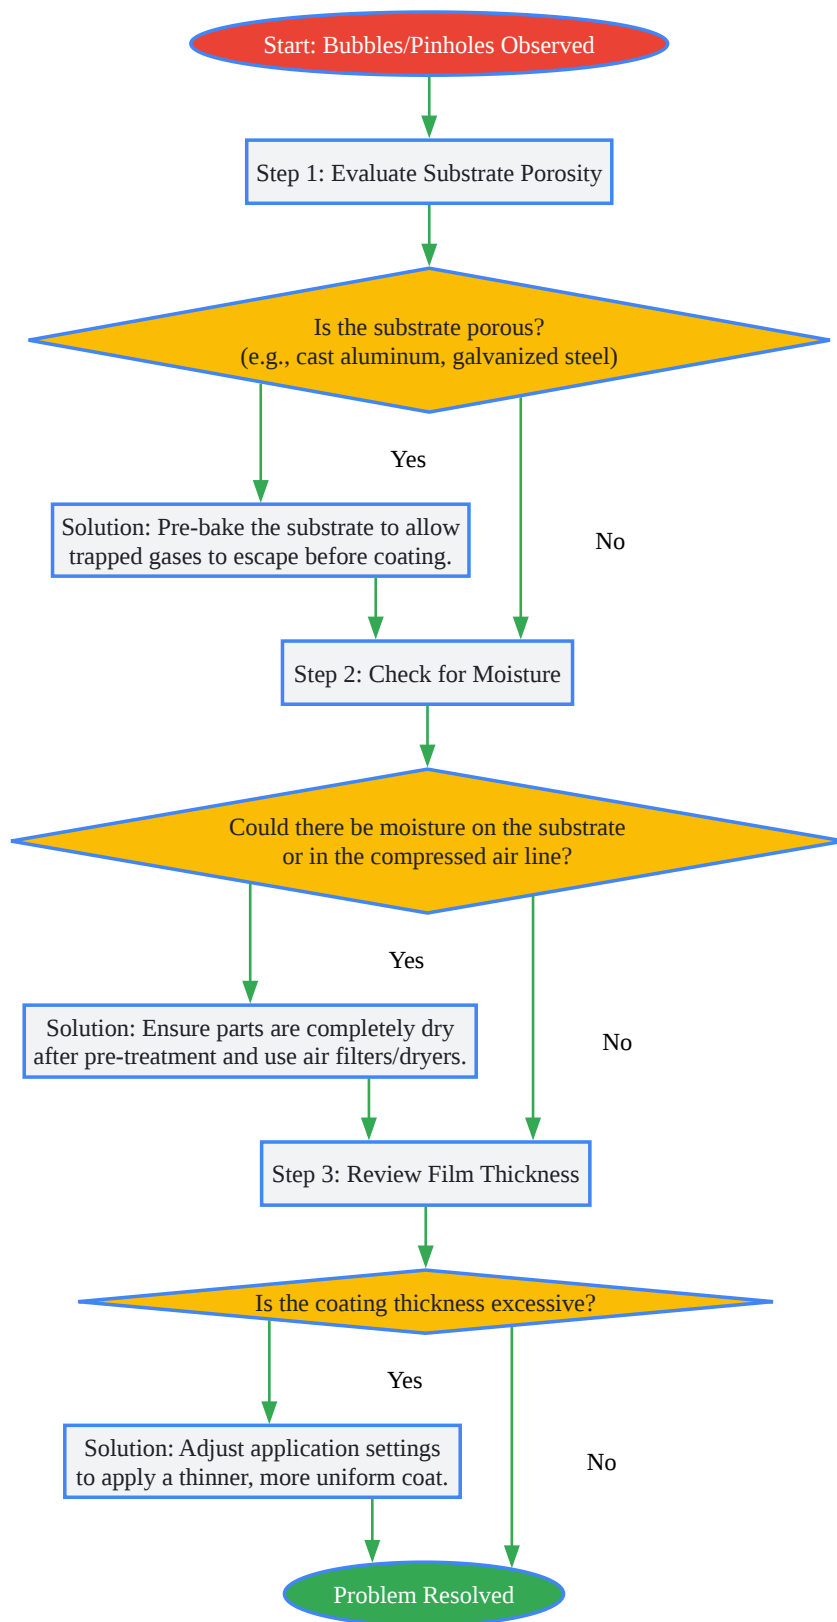 Start: Bubbles/Pinholes Observed
Step 1: Evaluate Substrate Porosity
Is the substrate porous?
(e.g., cast aluminum, galvanized steel)
Yes
Solution: Pre-bake the substrate to allow
trapped gases to escape before coating.
No
Step 2: Check for Moisture
Could there be moisture on the substrate
or in the compressed air line?
Yes
Solution: Ensure parts are completely dry
after pre-treatment and use air filters/dryers.
No
Step 3: Review Film Thickness
Is the coating thickness excessive?
Yes
Solution: Adjust application settings
to apply a thinner, more uniform coat.
No
Problem Resolved